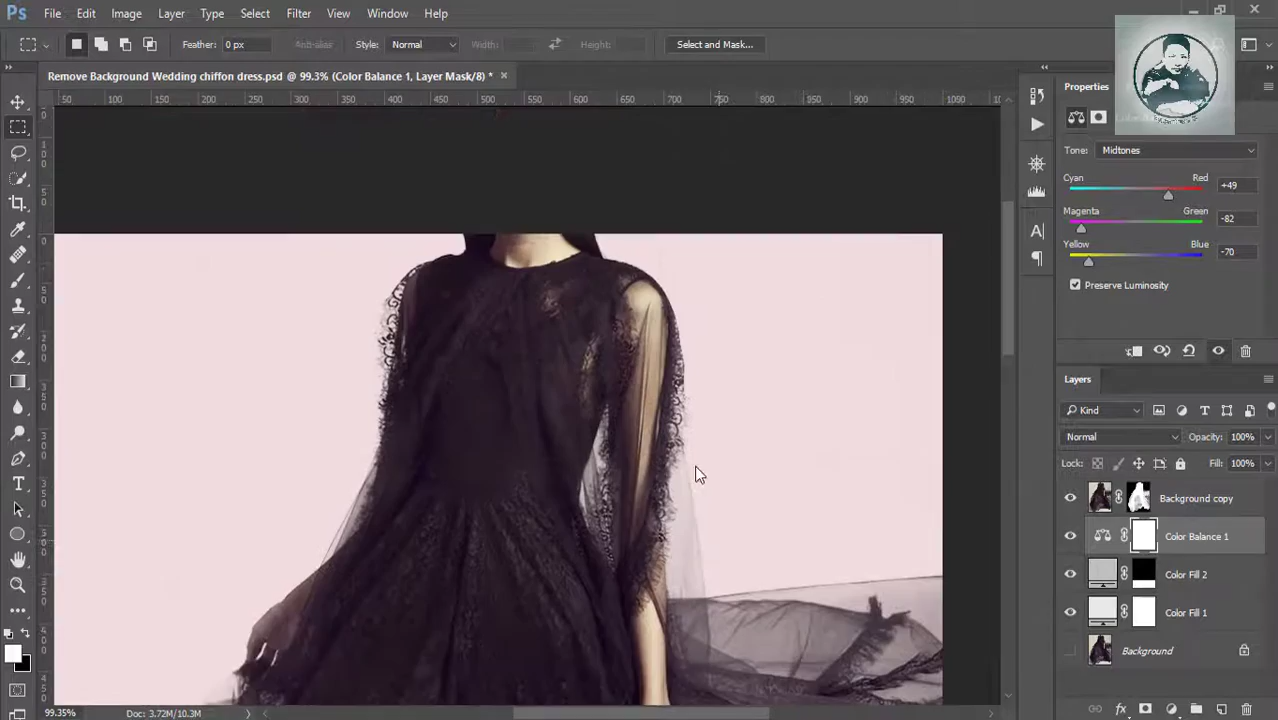 Ps File Edit Image Layer Type Select Filter View Window Help
Feather: 0 px Anti-alias Style: Normal Width: Height: Select and Mask...
Remove Background Wedding chiffon dress.psd @ 99.3% (Color Balance 1, Layer Mask/8) * ×
50 100 150 200 250 300 350 400 450 500 550 600 650 700 750 800 850 900 950 1090
Properties
Tone: Midtones
Cyan Red +49
Magenta Green -82
Yellow Blue -70
Preserve Luminosity
Layers
Kind
Normal Opacity: 100%
Lock: Fill: 100%
Background copy
Color Balance 1
Color Fill 2
Color Fill 1
Background
99.35% Doc: 3.72M/10.3M